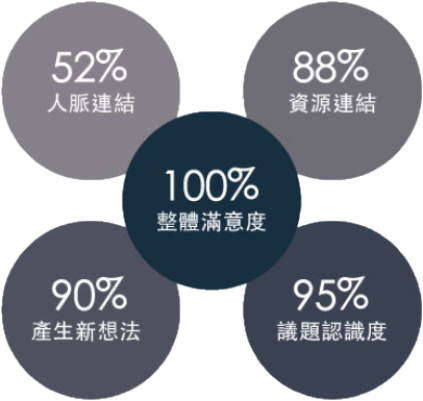 52%
人脈連結
88%
資源連結
100%
整體滿意度
90%
產生新想法
95%
議題認識度